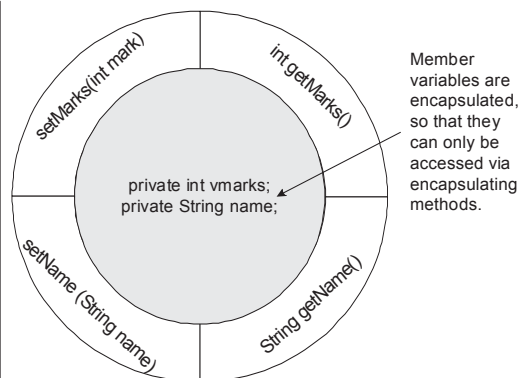 setMarks(int mark)
int getMarks()
private int vmarks;
private String name;
setName (String name)
String getName()
Member
variables are
encapsulated,
so that they
can only be
accessed via
encapsulating
methods.